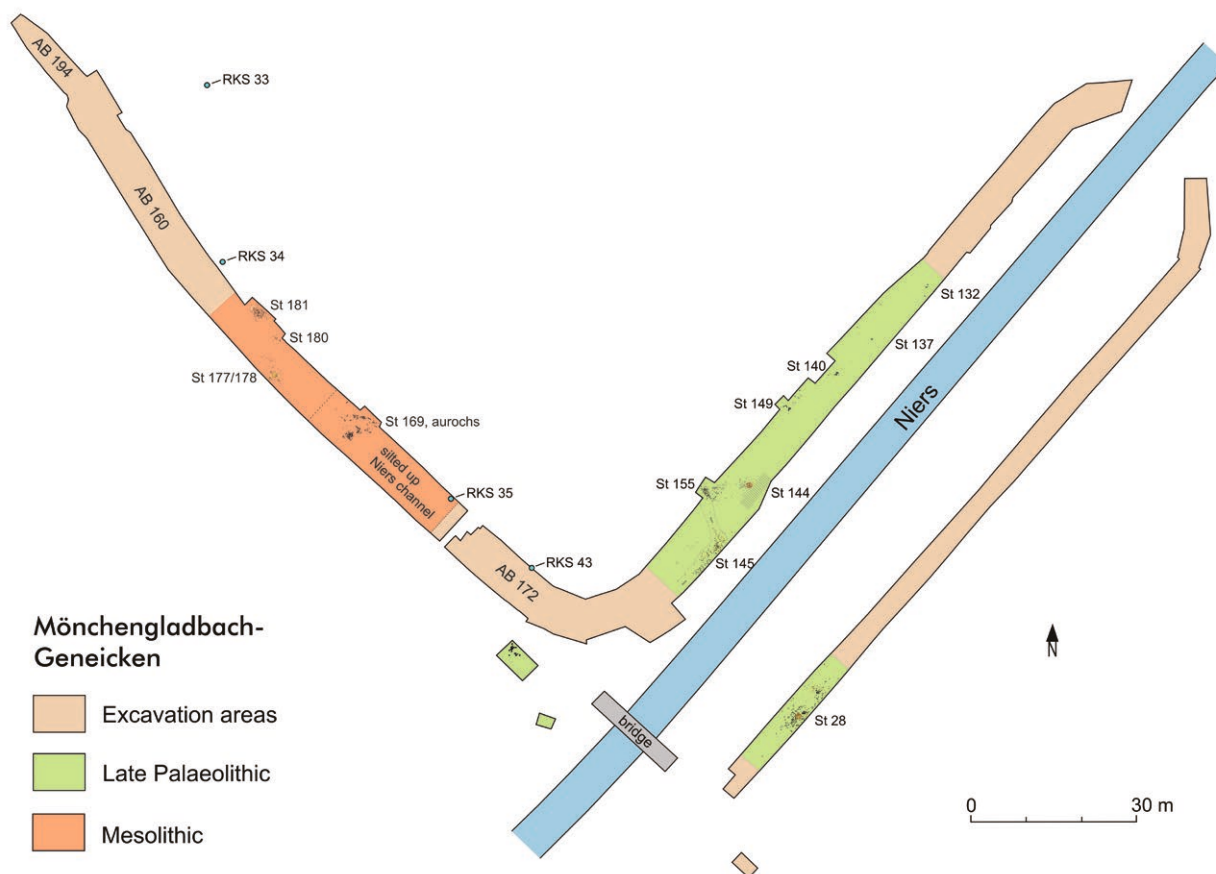 AB 194
RKS 33
AB 160
RKS 34
St 181
St 180
St 177/178
St 169, aurochs
silted up
Niers channel
RKS 35
RKS 43
AB 172
St 132
St 137
St 140
St 149
St 155
St 144
St 145
Niers
bridge
St 28
N
0 30 m
Mönchengladbach-
Geneicken
Excavation areas
Late Palaeolithic
Mesolithic